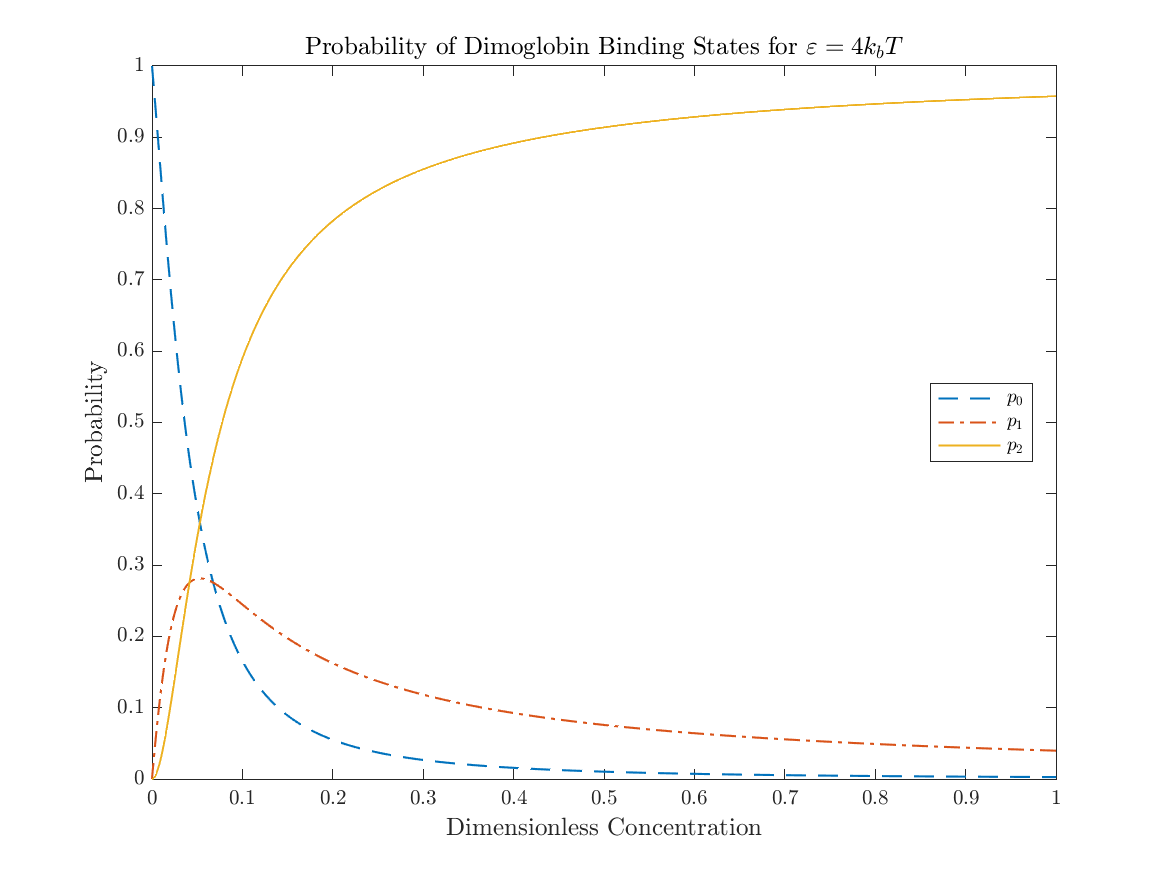 Probability of Dimoglobin Binding States for ε = 4k_bT
1
0.9
0.8
0.7
0.6
0.5
0.4
0.3
0.2
0.1
0
Probability
p_0
p_1
p_2
0 0.1 0.2 0.3 0.4 0.5 0.6 0.7 0.8 0.9 1
Dimensionless Concentration